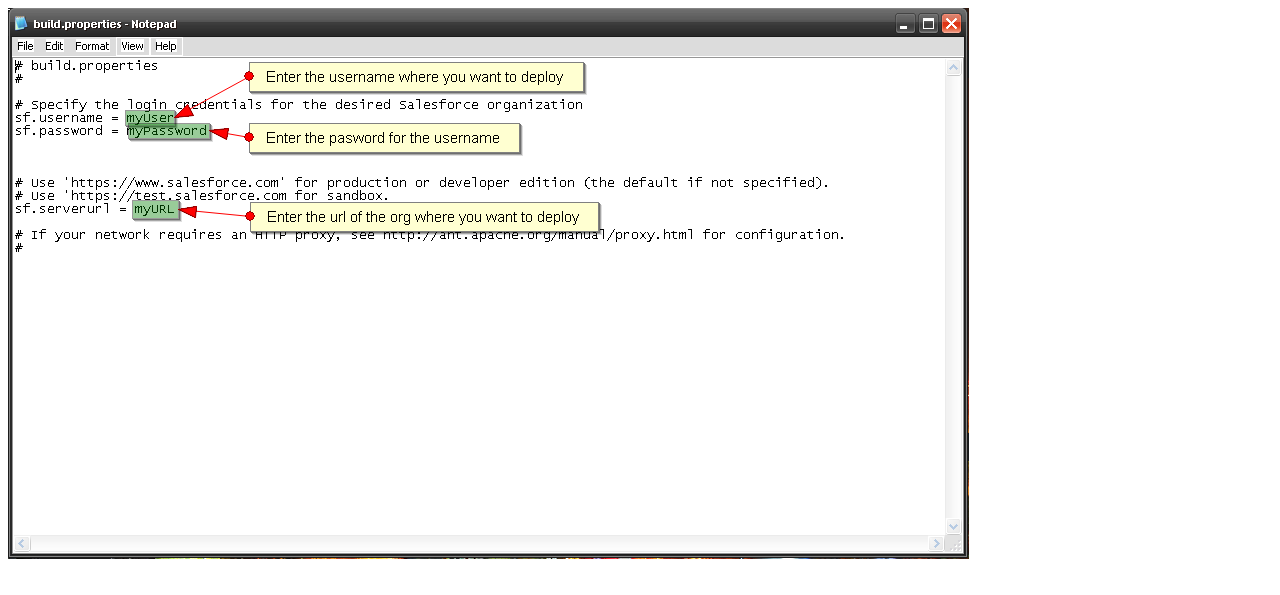 build.properties - Notepad
File Edit Format View Help
# build.properties
#
Enter the username where you want to deploy
# Specify the login credentials for the desired Salesforce organization
sf.username = myUser
sf.password = myPassword
Enter the pasword for the username
# Use 'https://www.salesforce.com' for production or developer edition (the default if not specified).
# Use 'https://test.salesforce.com for sandbox.
sf.serverurl = myURL
Enter the url of the org where you want to deploy
# If your network requires an HTTP proxy, see http://ant.apache.org/manual/proxy.html for configuration.
#